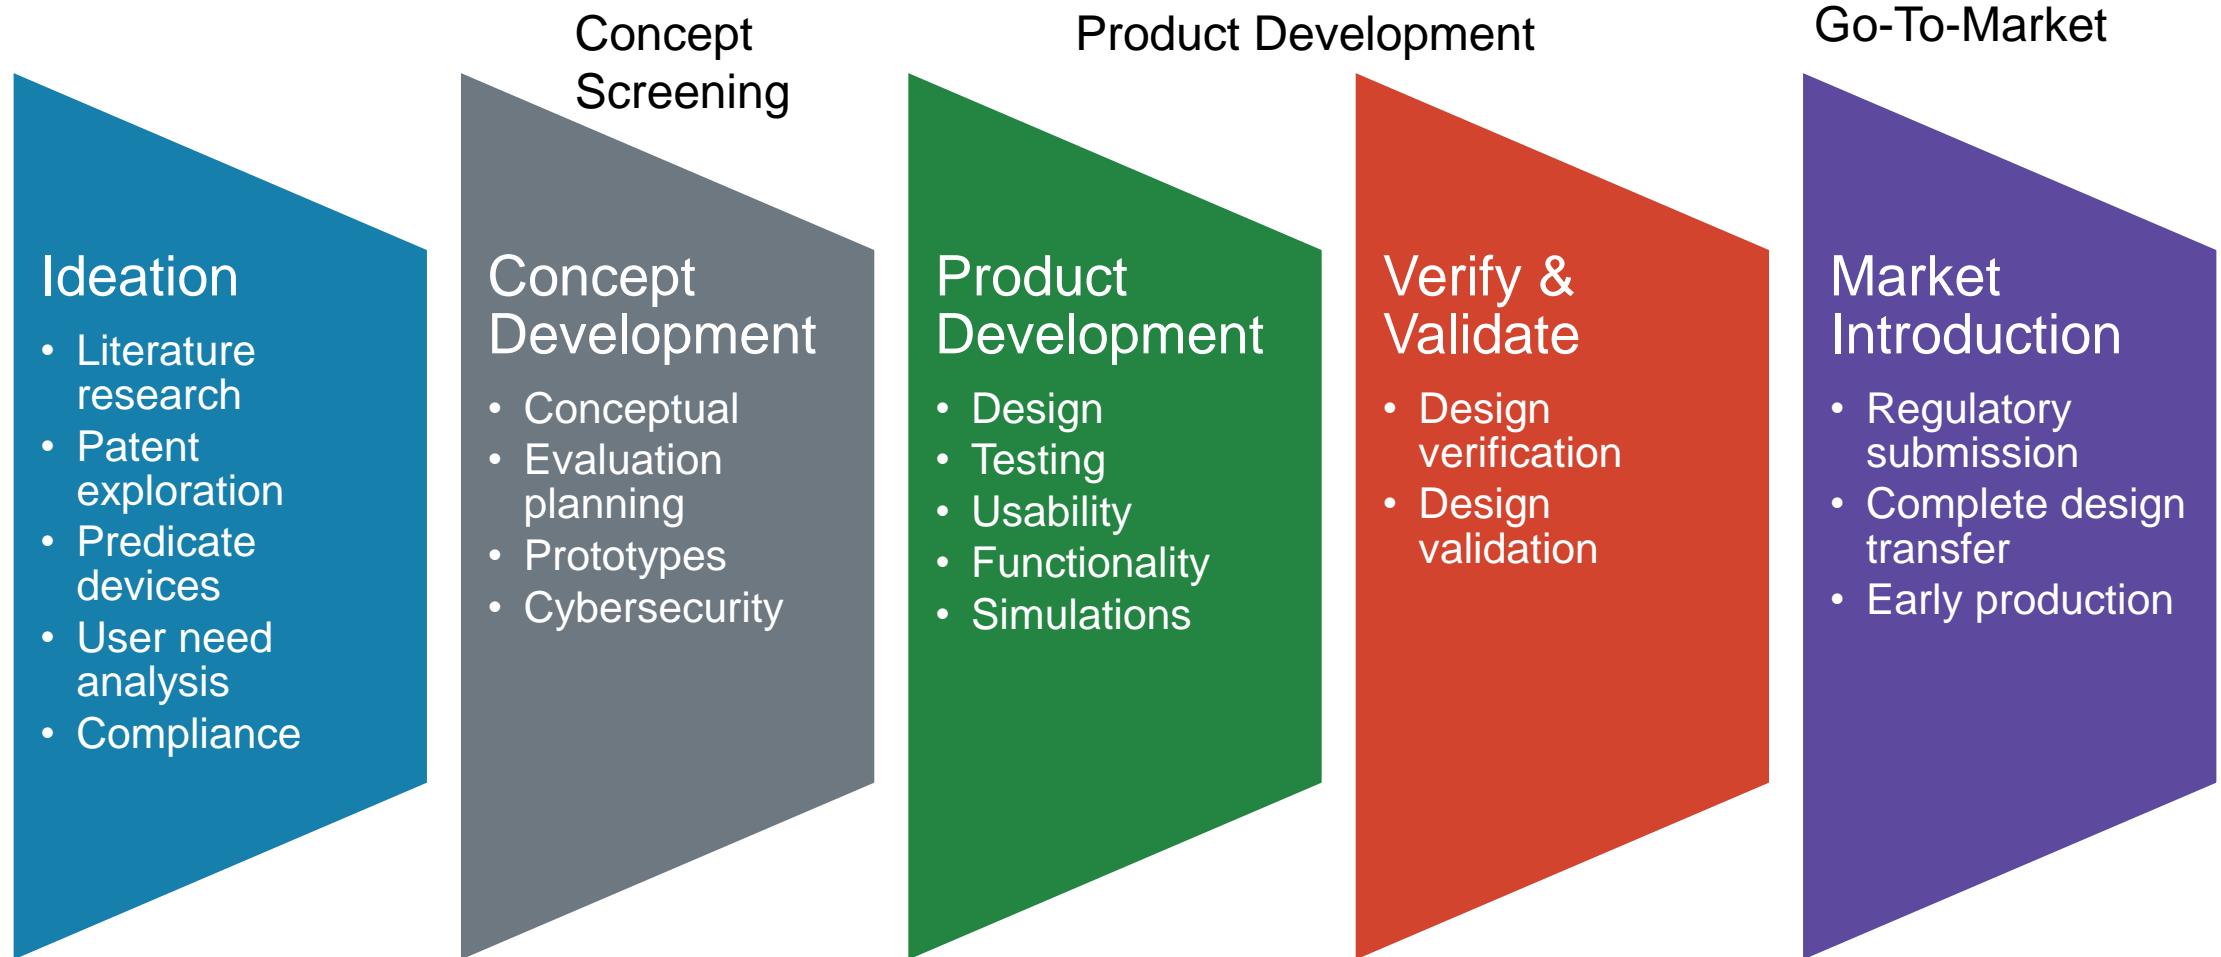 Concept
Screening
Product Development
Go-To-Market
Ideation
• Literature
research
• Patent
exploration
• Predicate
devices
• User need
analysis
• Compliance
Concept
Development
• Conceptual
• Evaluation
planning
• Prototypes
• Cybersecurity
Product
Development
• Design
• Testing
• Usability
• Functionality
• Simulations
Verify &
Validate
• Design
verification
• Design
validation
Market
Introduction
• Regulatory
submission
• Complete design
transfer
• Early production